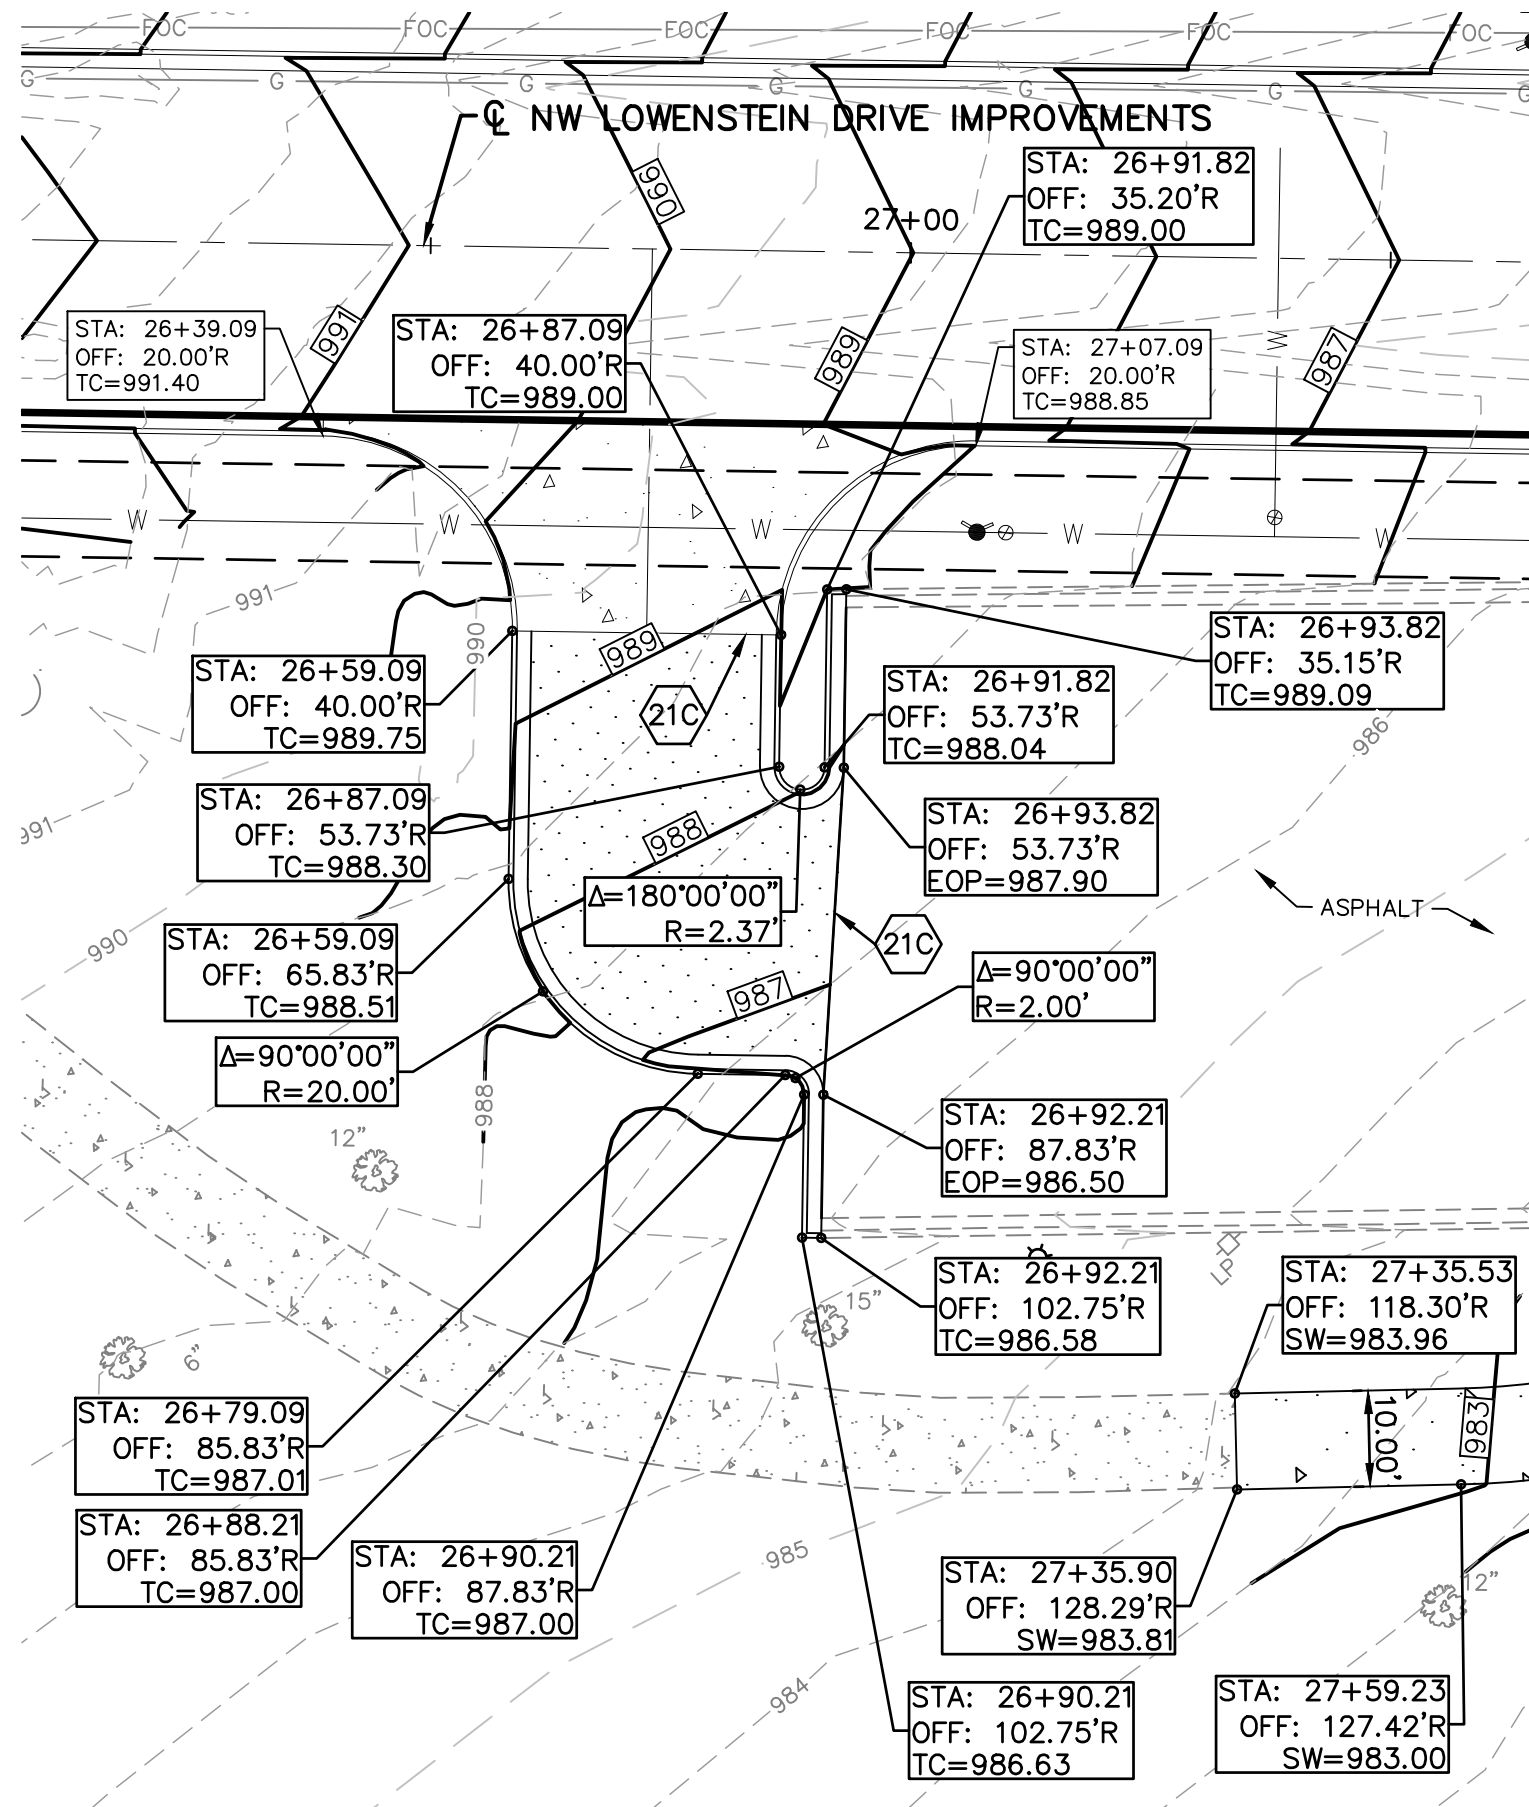 FOC FOC FOC FOC FOC FOC
G G G G G G G
℄ NW LOWENSTEIN DRIVE IMPROVEMENTS
STA: 26+91.82
OFF: 35.20'R
TC=989.00
990
27+00
STA: 26+39.09
OFF: 20.00'R
TC=991.40
991
STA: 26+87.09
OFF: 40.00'R
TC=989.00
989
STA: 27+07.09
OFF: 20.00'R
TC=988.85
W
987
W W W W W
991
990
989
STA: 26+93.82
OFF: 35.15'R
TC=989.09
STA: 26+59.09
OFF: 40.00'R
TC=989.75
21C
STA: 26+91.82
OFF: 53.73'R
TC=988.04
986
STA: 26+87.09
OFF: 53.73'R
TC=988.30
991
988
STA: 26+93.82
OFF: 53.73'R
EOP=987.90
Δ=180°00'00"
R=2.37'
ASPHALT
990
STA: 26+59.09
OFF: 65.83'R
TC=988.51
21C
987
Δ=90°00'00"
R=2.00'
Δ=90°00'00"
R=20.00'
988
12"
STA: 26+92.21
OFF: 87.83'R
EOP=986.50
STA: 26+92.21
OFF: 102.75'R
TC=986.58
LP
STA: 27+35.53
OFF: 118.30'R
SW=983.96
15"
6"
STA: 26+79.09
OFF: 85.83'R
TC=987.01
10.00'
983
STA: 26+88.21
OFF: 85.83'R
TC=987.00
STA: 26+90.21
OFF: 87.83'R
TC=987.00
985
STA: 27+35.90
OFF: 128.29'R
SW=983.81
12"
984
STA: 26+90.21
OFF: 102.75'R
TC=986.63
STA: 27+59.23
OFF: 127.42'R
SW=983.00